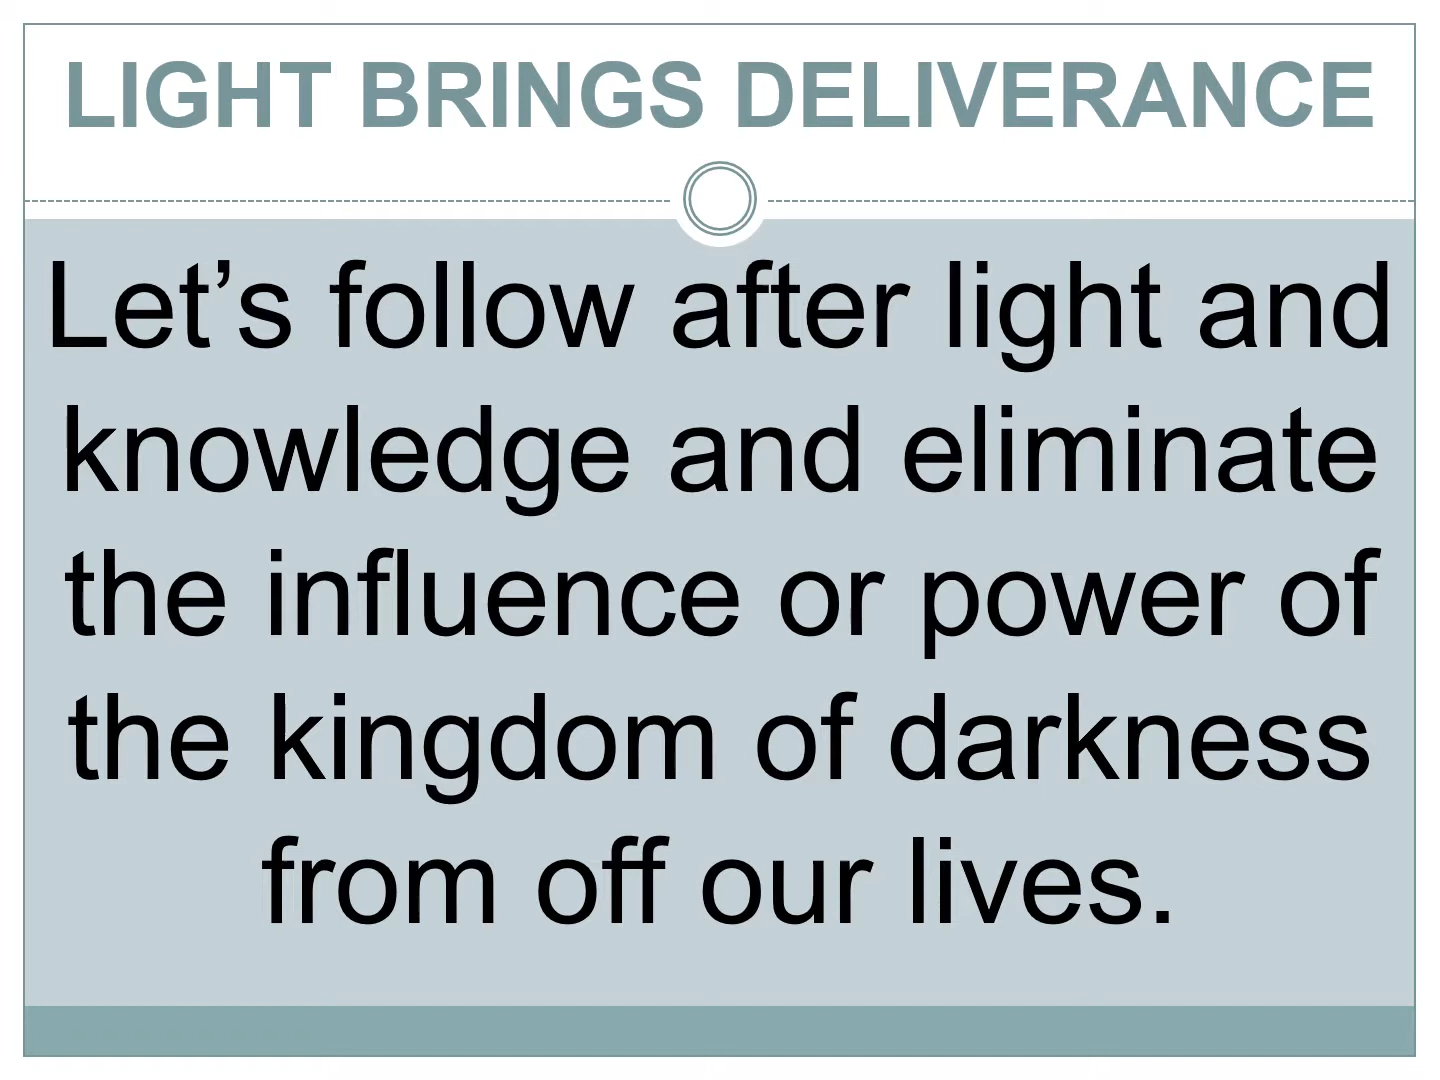 LIGHT BRINGS DELIVERANCE
Let’s follow after light and
knowledge and eliminate
the influence or power of
the kingdom of darkness
from off our lives.